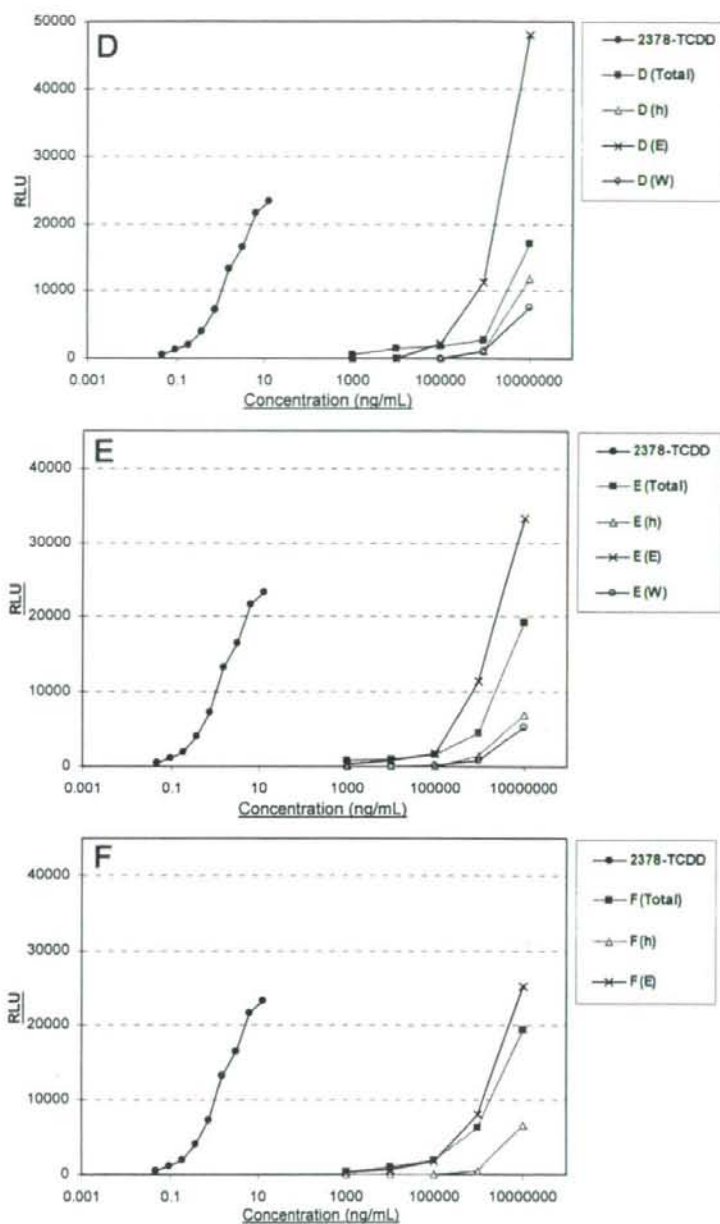 D
50000
40000
30000
20000
10000
0
RLU
0.001 0.1 10 1000 100000 10000000
Concentration (ng/mL)
2378-TCDD
D (Total)
D (h)
D (E)
D (W)
E
40000
30000
20000
10000
0
RLU
0.001 0.1 10 1000 100000 10000000
Concentration (ng/mL)
2378-TCDD
E (Total)
E (h)
E (E)
E (W)
F
40000
30000
20000
10000
0
RLU
0.001 0.1 10 1000 100000 10000000
Concentration (ng/mL)
2378-TCDD
F (Total)
F (h)
F (E)